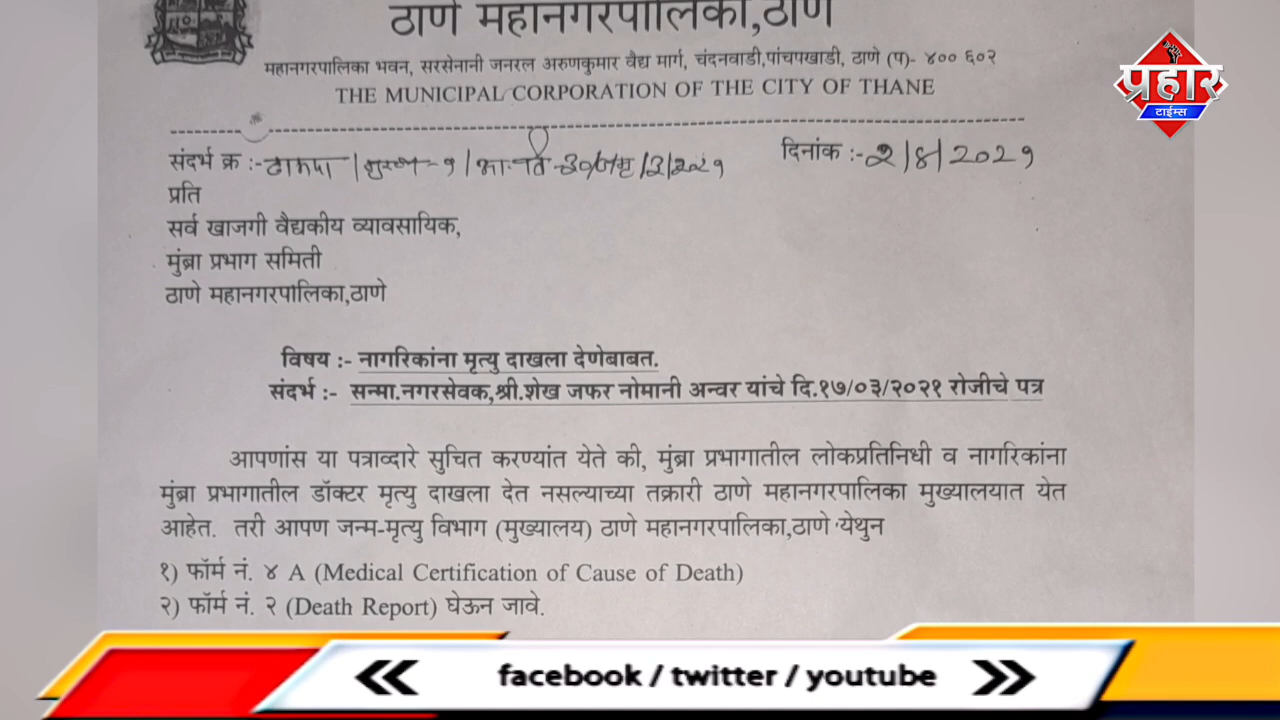 ठाणे महानगरपालिका,ठाणे
महानगरपालिका भवन, सरसेनानी जनरल अरुणकुमार वैद्य मार्ग, चंदनवाडी,पांचपखाडी, ठाणे (प)- ४०० ६०२
THE MUNICIPAL CORPORATION OF THE CITY OF THANE
प्रहार
टाईम्स
संदर्भ क्र :- ठामपा /
दिनांक :- २/४/२०२१
प्रति
सर्व खाजगी वैद्यकीय व्यावसायिक,
मुंब्रा प्रभाग समिती
ठाणे महानगरपालिका,ठाणे
विषय :- नागरिकांना मृत्यु दाखला देणेबाबत.
संदर्भ :- सन्मा.नगरसेवक,श्री.शेख जफर नोमानी अन्वर यांचे दि.१७/०३/२०२१ रोजीचे पत्र
आपणांस या पत्राव्दारे सुचित करण्यांत येते की, मुंब्रा प्रभागातील लोकप्रतिनिधी व नागरिकांना
मुंब्रा प्रभागातील डॉक्टर मृत्यु दाखला देत नसल्याच्या तक्रारी ठाणे महानगरपालिका मुख्यालयात येत
आहेत. तरी आपण जन्म-मृत्यु विभाग (मुख्यालय) ठाणे महानगरपालिका,ठाणे येथुन
१) फॉर्म नं. ४ A (Medical Certification of Cause of Death)
२) फॉर्म नं. २ (Death Report) घेऊन जावे.
facebook / twitter / youtube